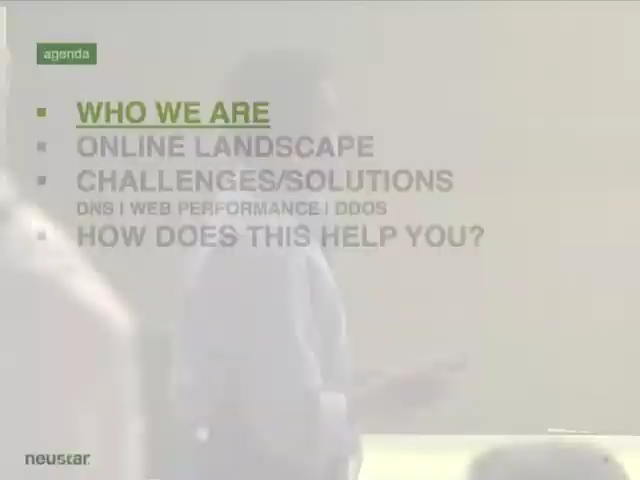 agenda
WHO WE ARE
ONLINE LANDSCAPE
CHALLENGES/SOLUTIONS
DNS | WEB PERFORMANCE | DDOS
HOW DOES THIS HELP YOU?
neustar